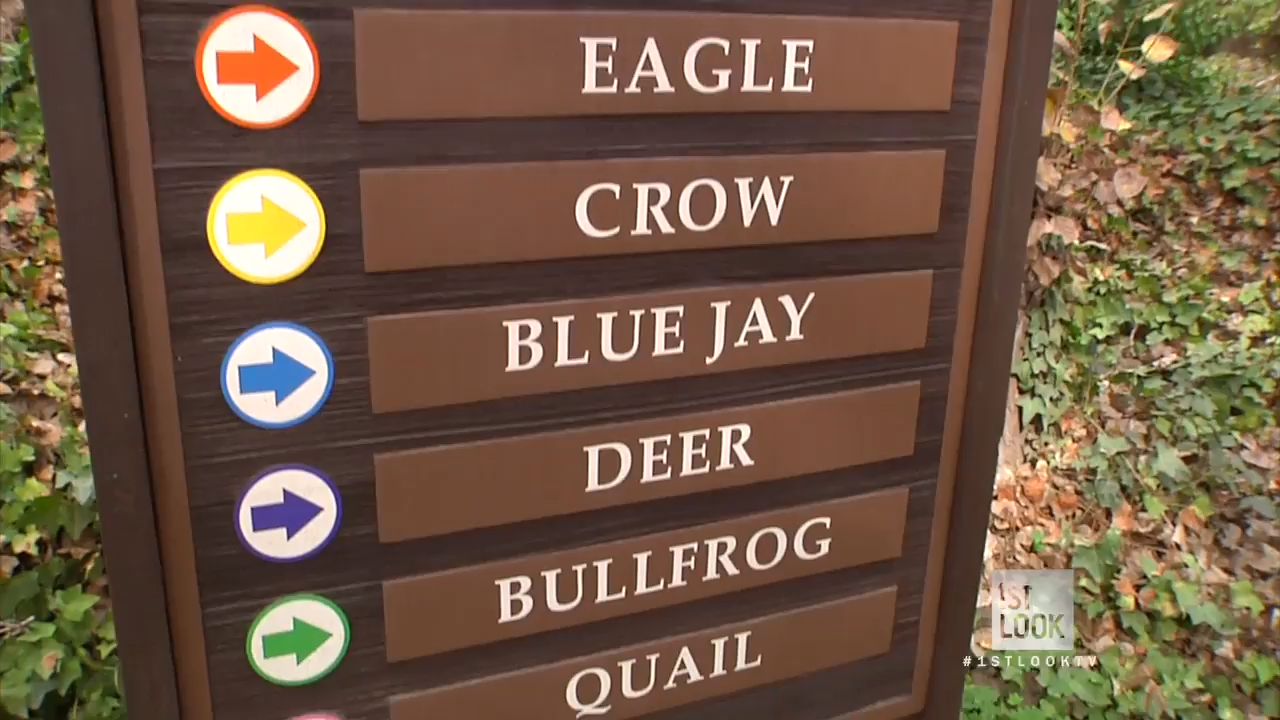 EAGLE
CROW
BLUE JAY
DEER
BULLFROG
QUAIL
1ST
LOOK
#1STLOOKTV